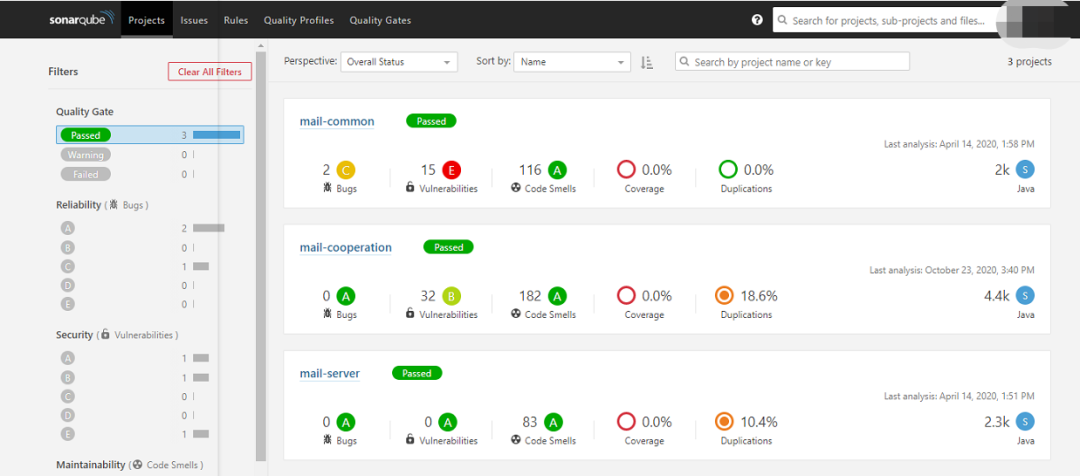 sonarqube Projects Issues Rules Quality Profiles Quality Gates ? Search for projects, sub-projects and files...
Filters Clear All Filters
Quality Gate
Passed 3
Warning 0
Failed 0
Reliability ( Bugs )
A 2
B 0
C 1
D 0
E 0
Security ( Vulnerabilities )
A 1
B 1
C 0
D 0
E 1
Maintainability ( Code Smells )
Perspective: Overall Status Sort by: Name Search by project name or key 3 projects
mail-common Passed
Last analysis: April 14, 2020, 1:58 PM
2 C 15 E 116 A 0.0% 0.0% 2k S
Bugs Vulnerabilities Code Smells Coverage Duplications Java
mail-cooperation Passed
Last analysis: October 23, 2020, 3:40 PM
0 A 32 B 182 A 0.0% 18.6% 4.4k S
Bugs Vulnerabilities Code Smells Coverage Duplications Java
mail-server Passed
Last analysis: April 14, 2020, 1:51 PM
0 A 0 A 83 A 0.0% 10.4% 2.3k S
Bugs Vulnerabilities Code Smells Coverage Duplications Java